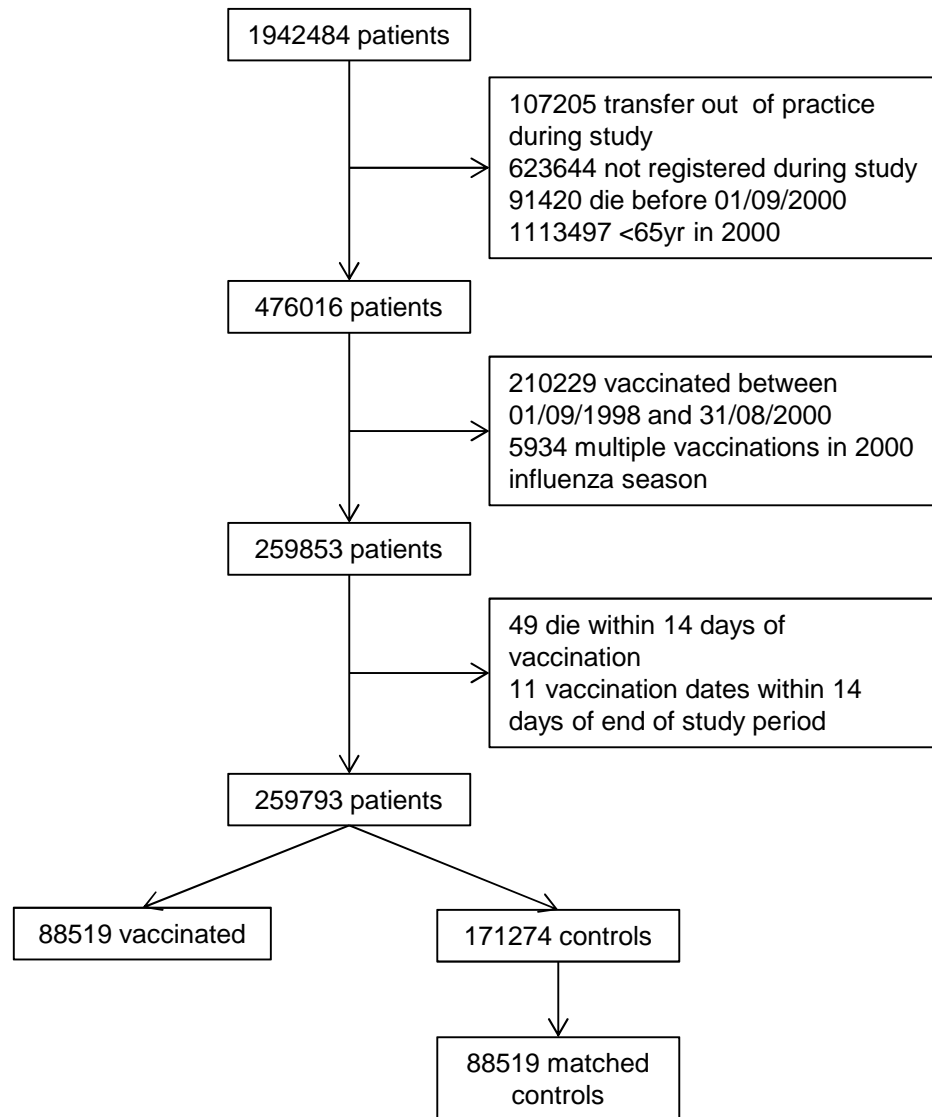 1942484 patients
107205 transfer out of practice
during study
623644 not registered during study
91420 die before 01/09/2000
1113497 <65yr in 2000
476016 patients
210229 vaccinated between
01/09/1998 and 31/08/2000
5934 multiple vaccinations in 2000
influenza season
259853 patients
49 die within 14 days of
vaccination
11 vaccination dates within 14
days of end of study period
259793 patients
88519 vaccinated
171274 controls
88519 matched
controls